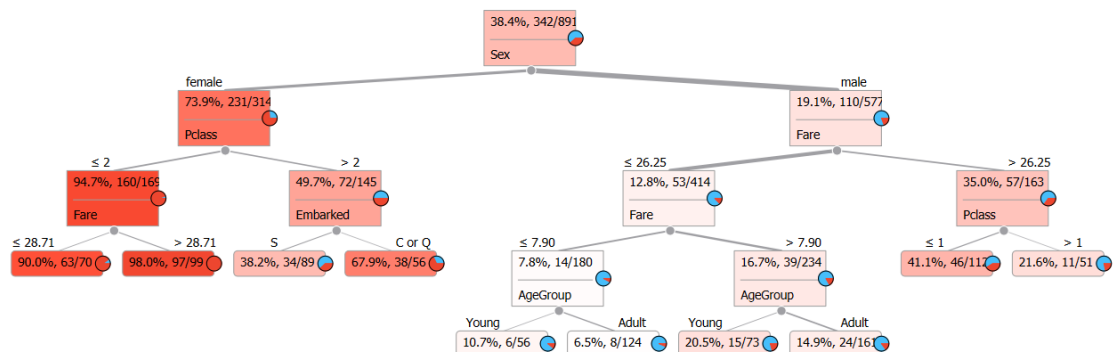 38.4%, 342/891
Sex
female
male
73.9%, 231/314
Pclass
19.1%, 110/577
Fare
≤ 2
> 2
≤ 26.25
> 26.25
94.7%, 160/169
Fare
49.7%, 72/145
Embarked
12.8%, 53/414
Fare
35.0%, 57/163
Pclass
≤ 28.71
> 28.71
S
C or Q
≤ 7.90
> 7.90
≤ 1
> 1
90.0%, 63/70
98.0%, 97/99
38.2%, 34/89
67.9%, 38/56
7.8%, 14/180
AgeGroup
16.7%, 39/234
AgeGroup
41.1%, 46/112
21.6%, 11/51
Young
Adult
Young
Adult
10.7%, 6/56
6.5%, 8/124
20.5%, 15/73
14.9%, 24/161